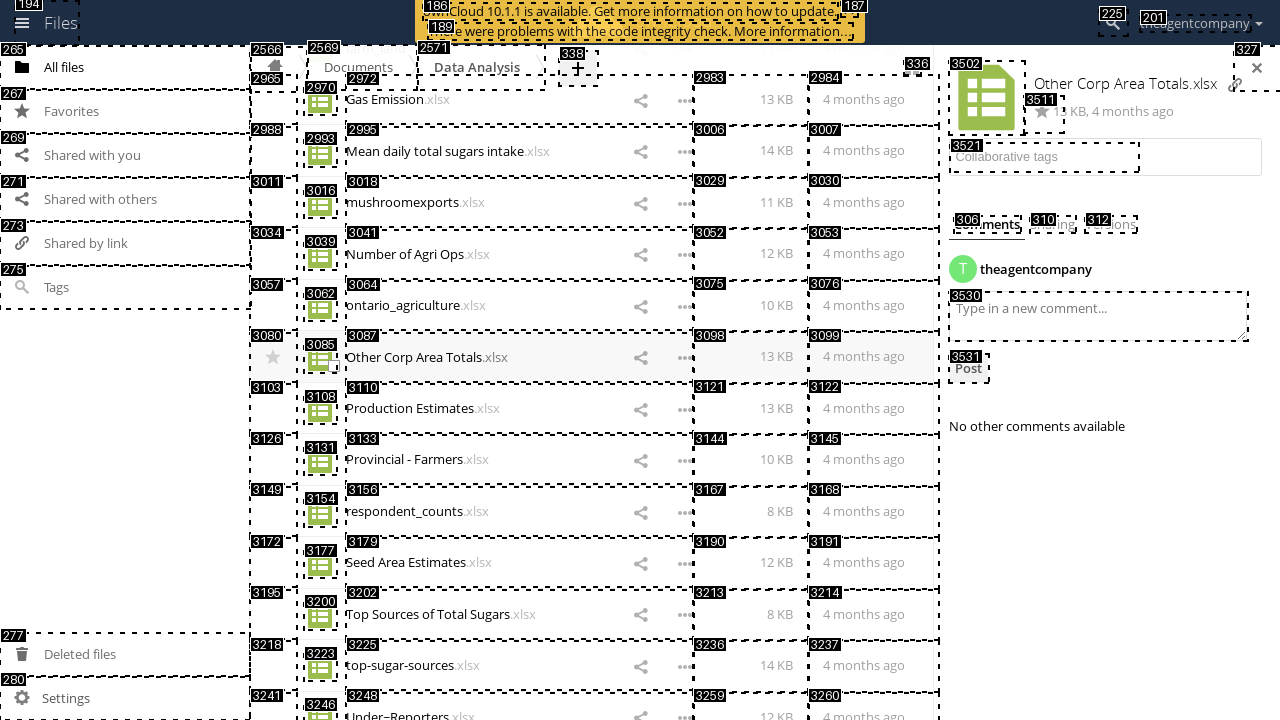 194
Files
186
ownCloud 10.1.1 is available. Get more information on how to update.
187
189
There were problems with the code integrity check. More information…
225
201
theagentcompany
265
All files
267
Favorites
269
Shared with you
271
Shared with others
273
Shared by link
275
Tags
277
Deleted files
280
Settings
2566
2569
Documents
2571
Data Analysis
338
+
336
327
2965
2970
2972
Gas Emission.xlsx
2983
13 KB
2984
4 months ago
2988
2993
2995
Mean daily total sugars intake.xlsx
3006
14 KB
3007
4 months ago
3011
3016
3018
mushroomexports.xlsx
3029
11 KB
3030
4 months ago
3034
3039
3041
Number of Agri Ops.xlsx
3052
12 KB
3053
4 months ago
3057
3062
3064
ontario_agriculture.xlsx
3075
10 KB
3076
4 months ago
3080
3085
3087
Other Corp Area Totals.xlsx
3098
13 KB
3099
4 months ago
3103
3108
3110
Production Estimates.xlsx
3121
13 KB
3122
4 months ago
3126
3131
3133
Provincial - Farmers.xlsx
3144
10 KB
3145
4 months ago
3149
3154
3156
respondent_counts.xlsx
3167
8 KB
3168
4 months ago
3172
3177
3179
Seed Area Estimates.xlsx
3190
12 KB
3191
4 months ago
3195
3200
3202
Top Sources of Total Sugars.xlsx
3213
8 KB
3214
4 months ago
3218
3223
3225
top-sugar-sources.xlsx
3236
14 KB
3237
4 months ago
3241
3246
3248
Under–Reporters.xlsx
3259
12 KB
3260
4 months ago
3502
Other Corp Area Totals.xlsx
3511
13 KB, 4 months ago
3521
Collaborative tags
306
Comments
310
Sharing
312
Versions
T
theagentcompany
3530
Type in a new comment...
3531
Post
No other comments available